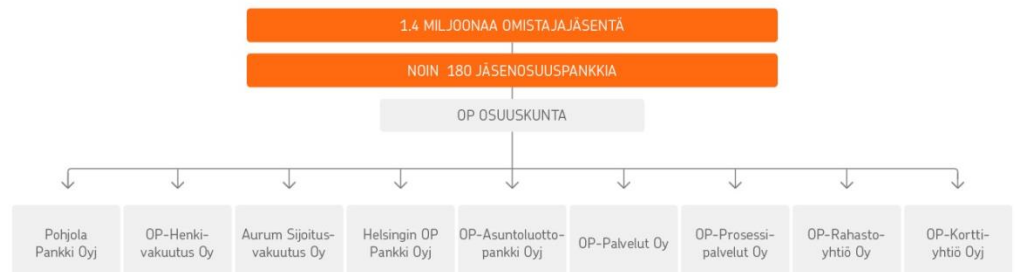 1.4 MILJOONAA OMISTAJAJÄSENTÄ
NOIN 180 JÄSENOSUUSPANKKIA
OP OSUUSKUNTA
Pohjola
Pankki Oyj
OP-Henki-
vakuutus Oy
Aurum Sijoitus-
vakuutus Oy
Helsingin OP
Pankki Oyj
OP-Asuntoluotto-
pankki Oyj
OP-Palvelut Oy
OP-Prosessi-
palvelut Oy
OP-Rahasto-
yhtiö Oy
OP-Kortti-
yhtiö Oyj